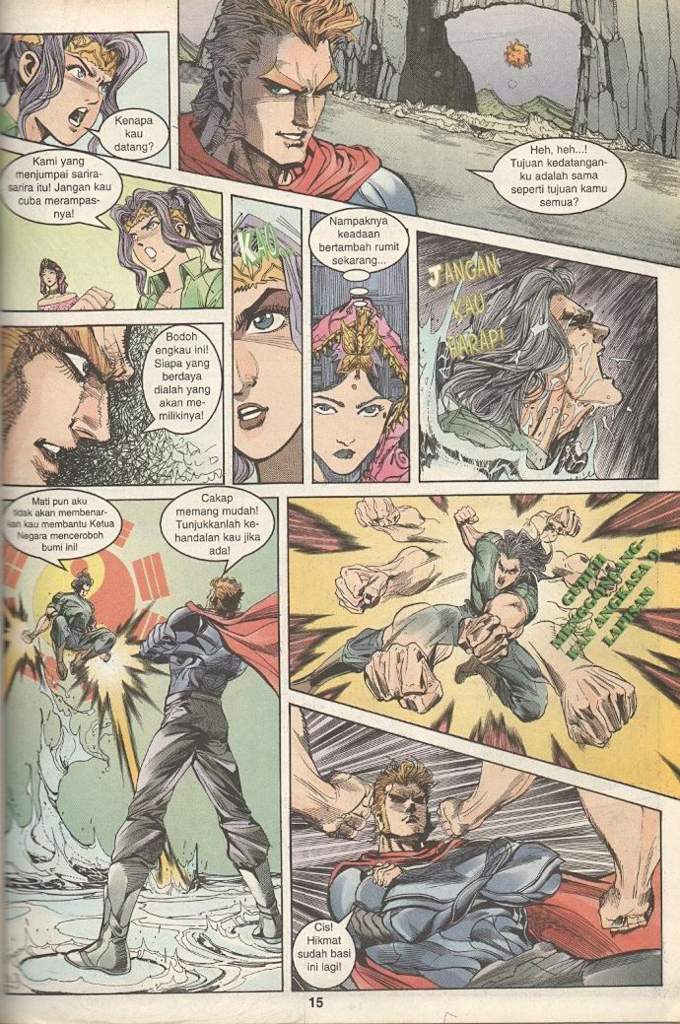 Kenapa
kau
datang?
Heh, heh...!
Tujuan kedatangan-
ku adalah sama
seperti tujuan kamu
semua?
Kami yang
menjumpai sarira-
sarira itu! Jangan kau
cuba merampas-
nya!
KAU
Nampaknya
keadaan
bertambah rumit
sekarang...
JANGAN
KAU
HARAP!
Bodoh
engkau ini!
Siapa yang
berdaya
dialah yang
akan me-
milikinya!
Mati pun aku
tidak akan membenar-
kan kau membantu Ketua
Negara menceroboh
bumi ini!
Cakap
memang mudah!
Tunjukkanlah ke-
handalan kau jika
ada!
LAPISAN
Cis!
Hikmat
sudah basi
ini lagi!
15